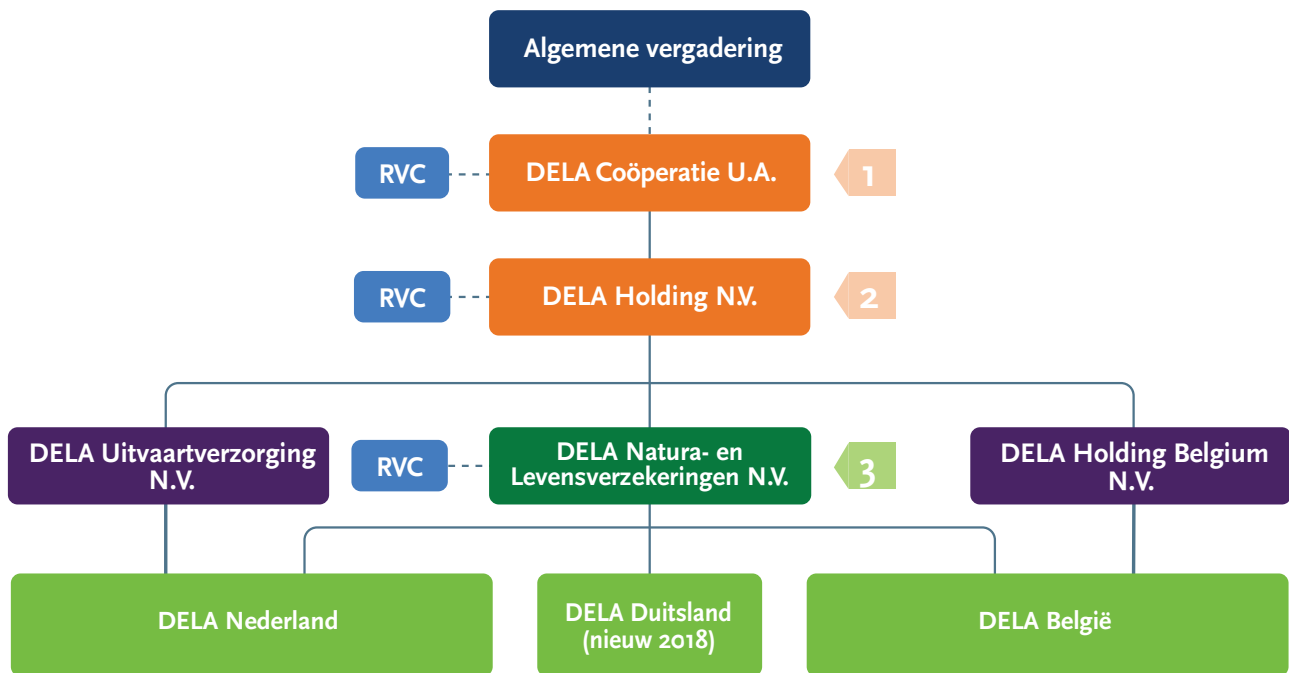 Algemene vergadering
RVC
DELA Coöperatie U.A.
1
RVC
DELA Holding N.V.
2
DELA Uitvaartverzorging
N.V.
RVC
DELA Natura- en
Levensverzekeringen N.V.
3
DELA Holding Belgium
N.V.
DELA Nederland
DELA Duitsland
(nieuw 2018)
DELA België